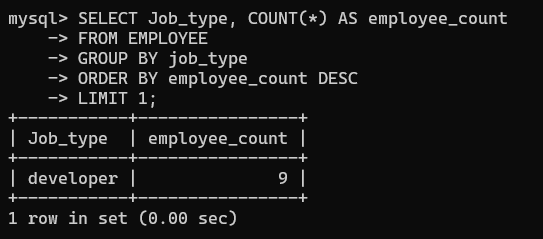 mysql> SELECT Job_type, COUNT(*) AS employee_count
    -> FROM EMPLOYEE
    -> GROUP BY job_type
    -> ORDER BY employee_count DESC
    -> LIMIT 1;
+-----------+----------------+
| Job_type  | employee_count |
+-----------+----------------+
| developer |              9 |
+-----------+----------------+
1 row in set (0.00 sec)